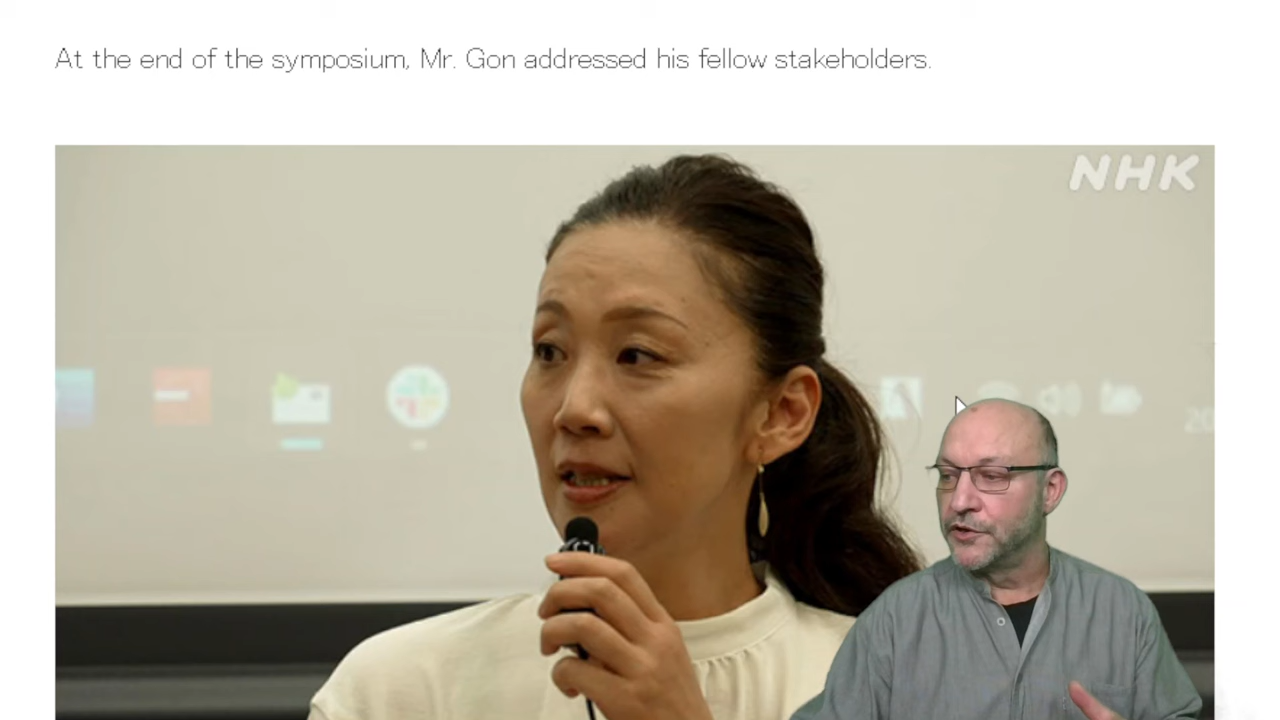 At the end of the symposium, Mr. Gon addressed his fellow stakeholders.
NHK